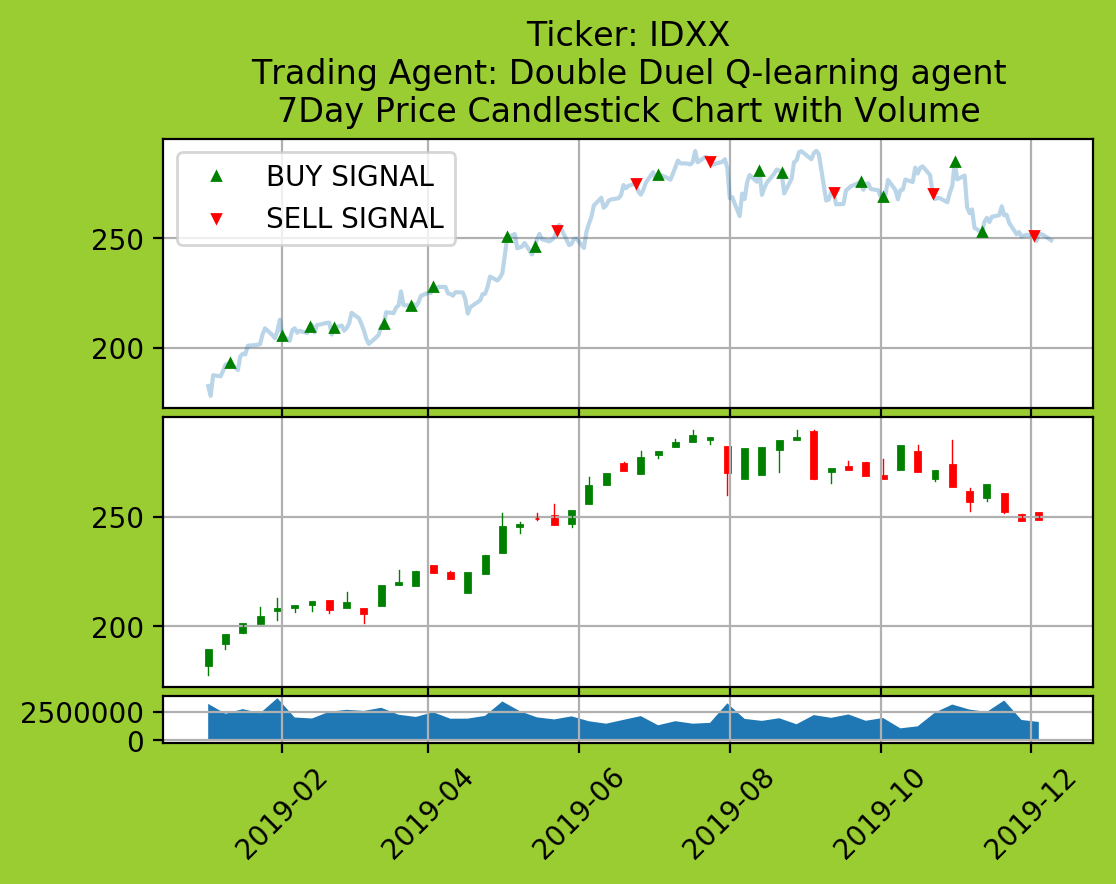 Ticker: IDXX
Trading Agent: Double Duel Q-learning agent
7Day Price Candlestick Chart with Volume
BUY SIGNAL
SELL SIGNAL
250
200
250
200
2500000
0
2019-02
2019-04
2019-06
2019-08
2019-10
2019-12